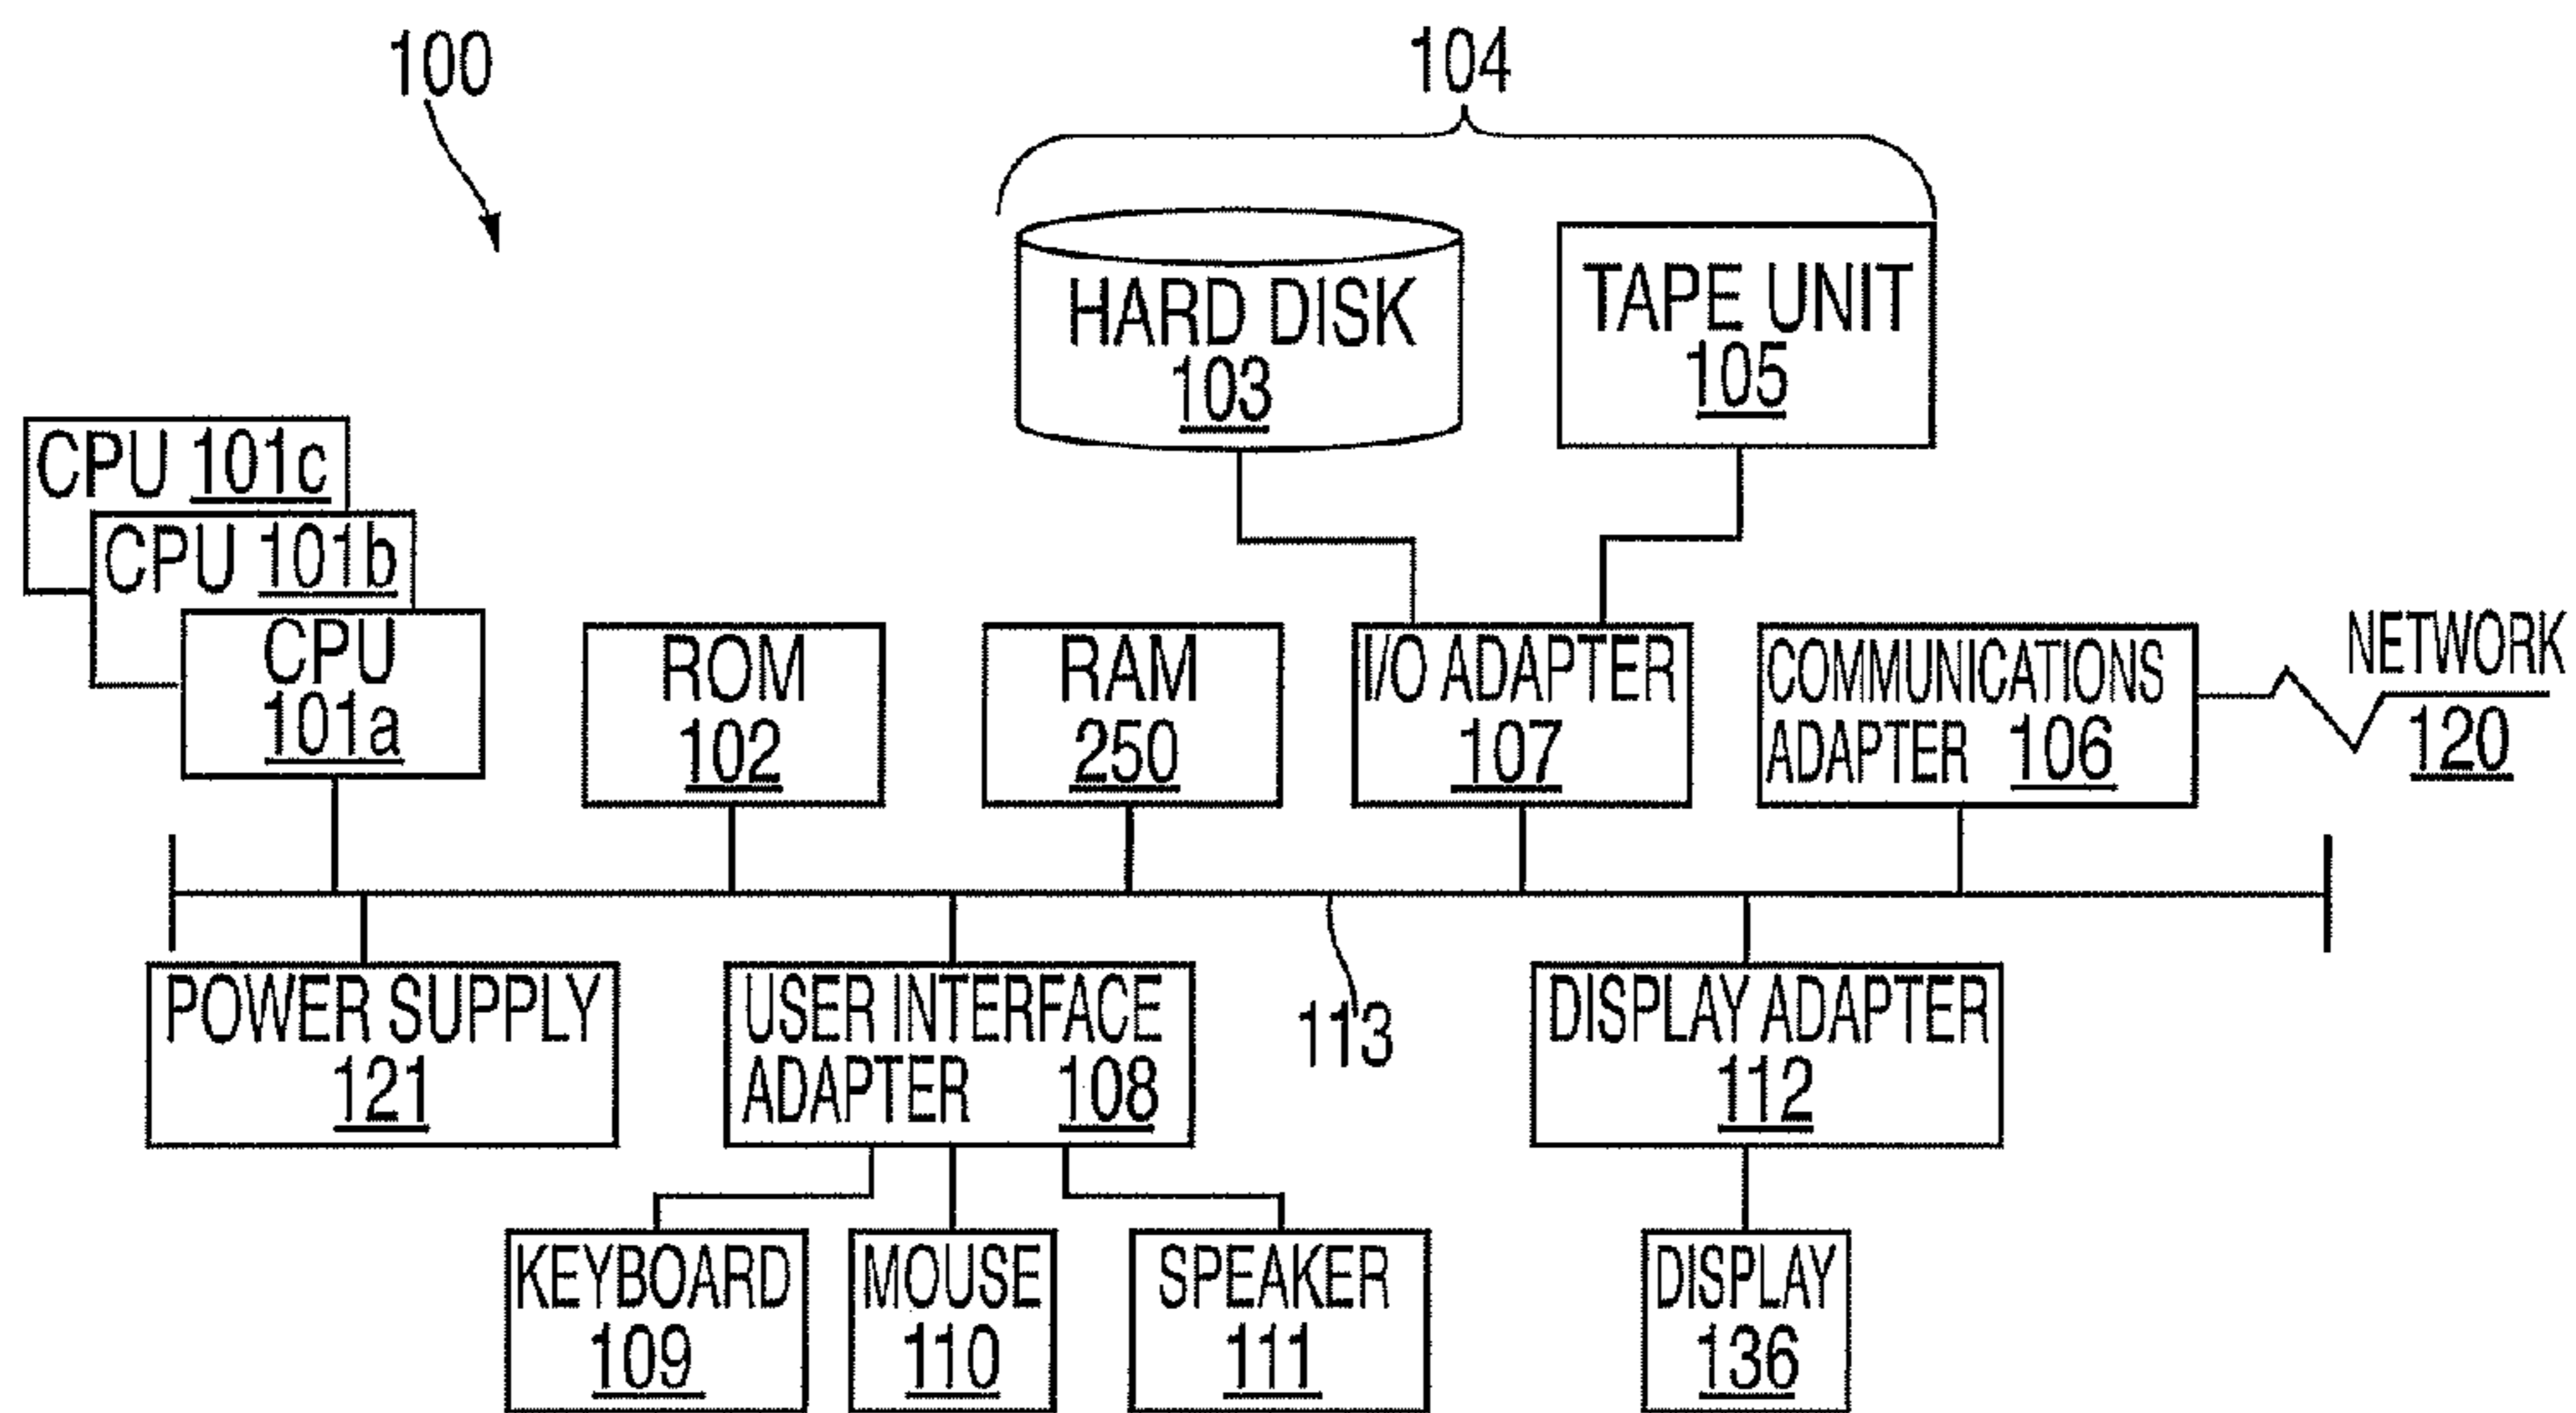 100
104
HARD DISK
103
TAPE UNIT
105
CPU 101c
CPU 101b
CPU
101a
ROM
102
RAM
250
I/O ADAPTER
107
COMMUNICATIONS
ADAPTER 106
NETWORK
120
POWER SUPPLY
121
USER INTERFACE
ADAPTER 108
113
DISPLAY ADAPTER
112
KEYBOARD
109
MOUSE
110
SPEAKER
111
DISPLAY
136